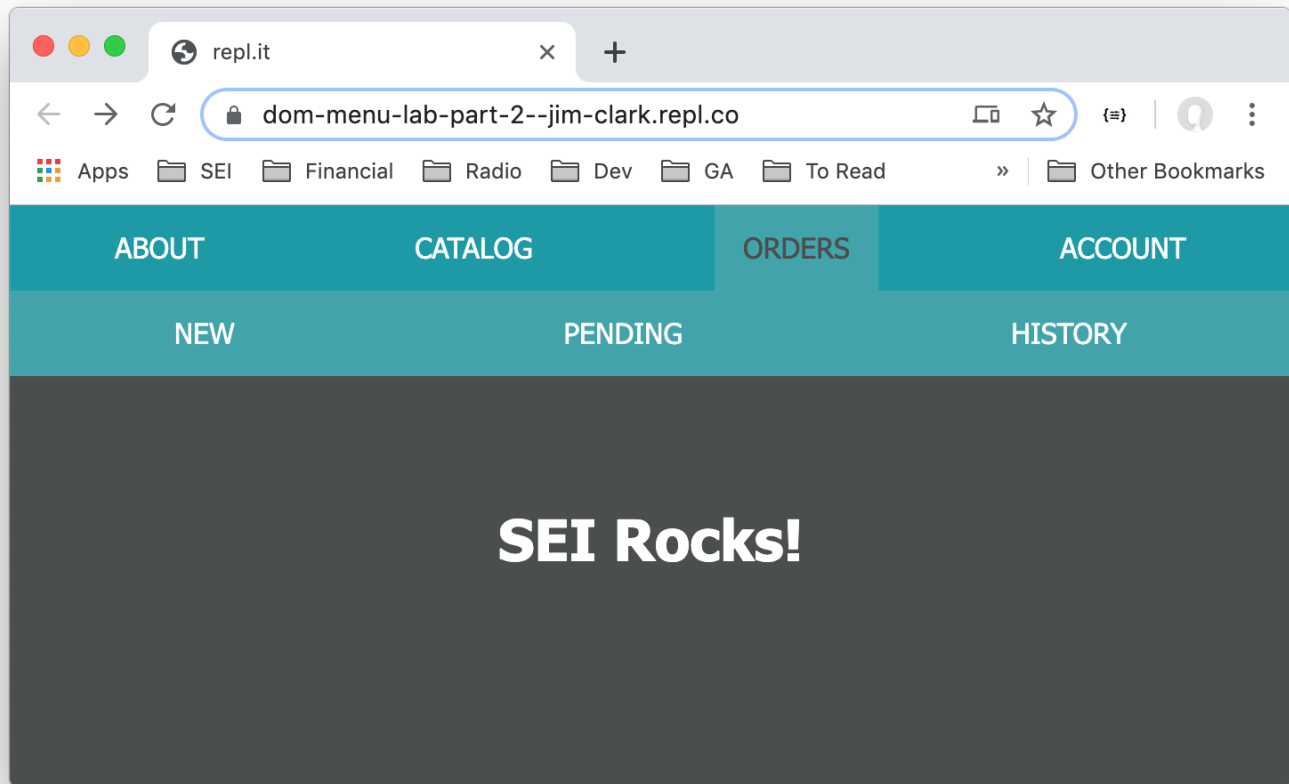 repl.it
dom-menu-lab-part-2--jim-clark.repl.co
Apps SEI Financial Radio Dev GA To Read » Other Bookmarks
ABOUT CATALOG ORDERS ACCOUNT
NEW PENDING HISTORY
SEI Rocks!